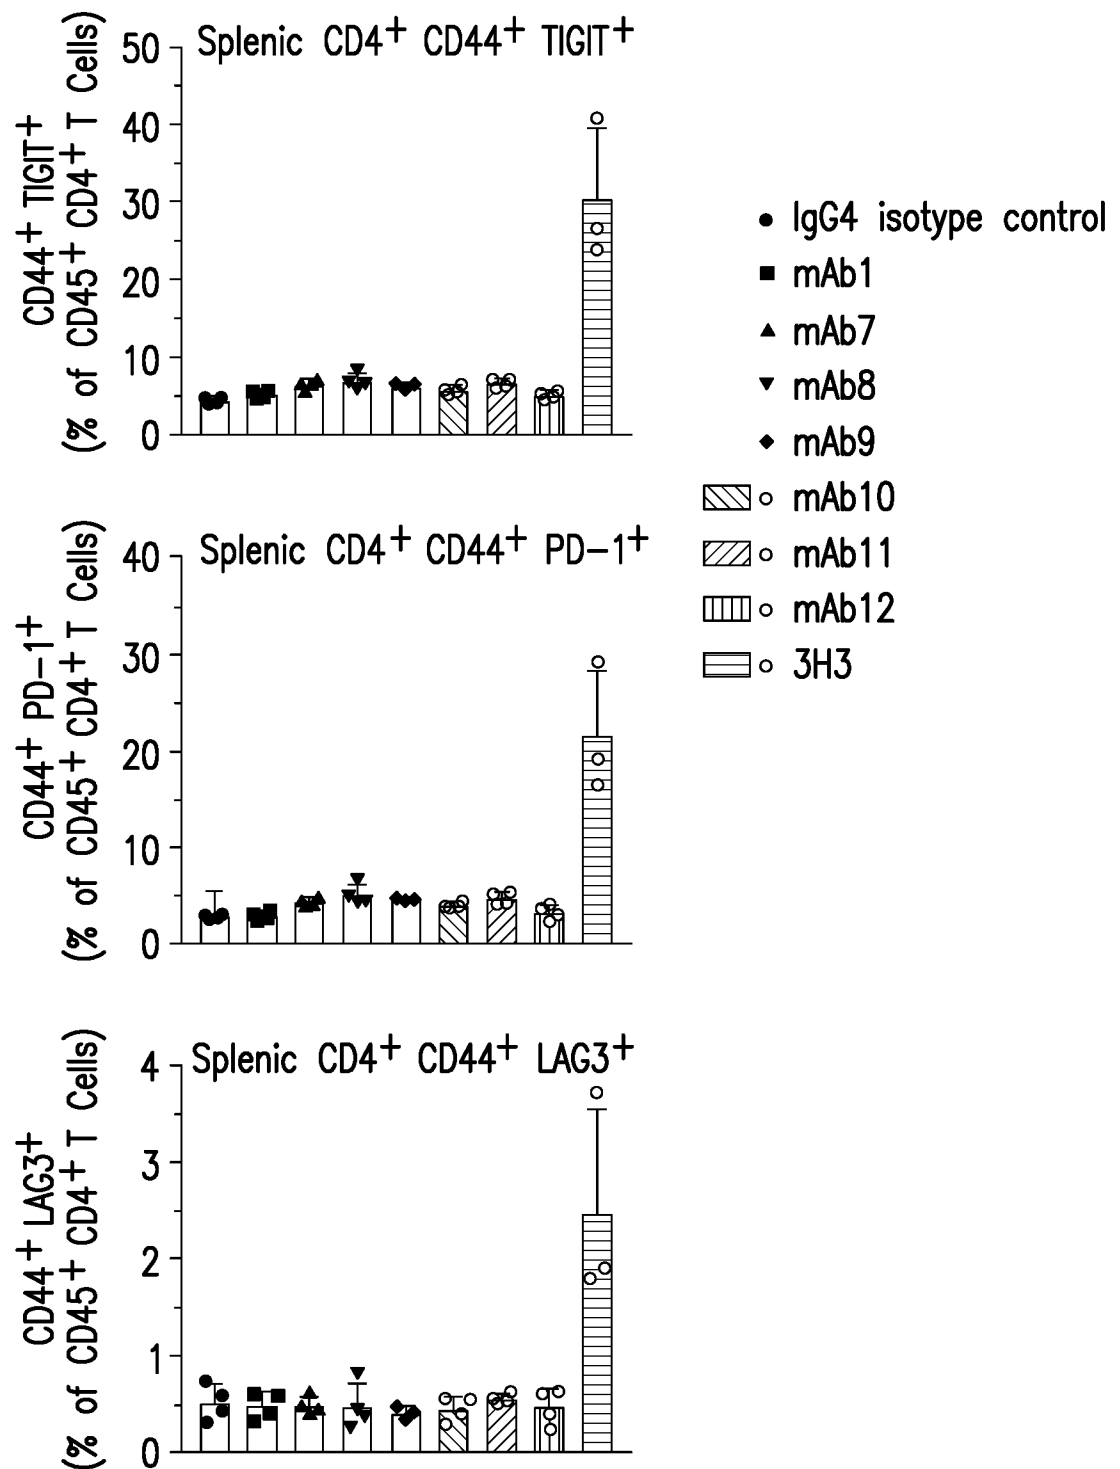 Splenic CD4+ CD44+ TIGIT+
CD44+ TIGIT+
(% of CD45+ CD4+ T Cells)
50
40
30
20
10
0
IgG4 isotype control
mAb1
mAb7
mAb8
mAb9
mAb10
mAb11
mAb12
3H3
Splenic CD4+ CD44+ PD-1+
CD44+ PD-1+
(% of CD45+ CD4+ T Cells)
40
30
20
10
0
Splenic CD4+ CD44+ LAG3+
CD44+ LAG3+
(% of CD45+ CD4+ T Cells)
4
3
2
1
0